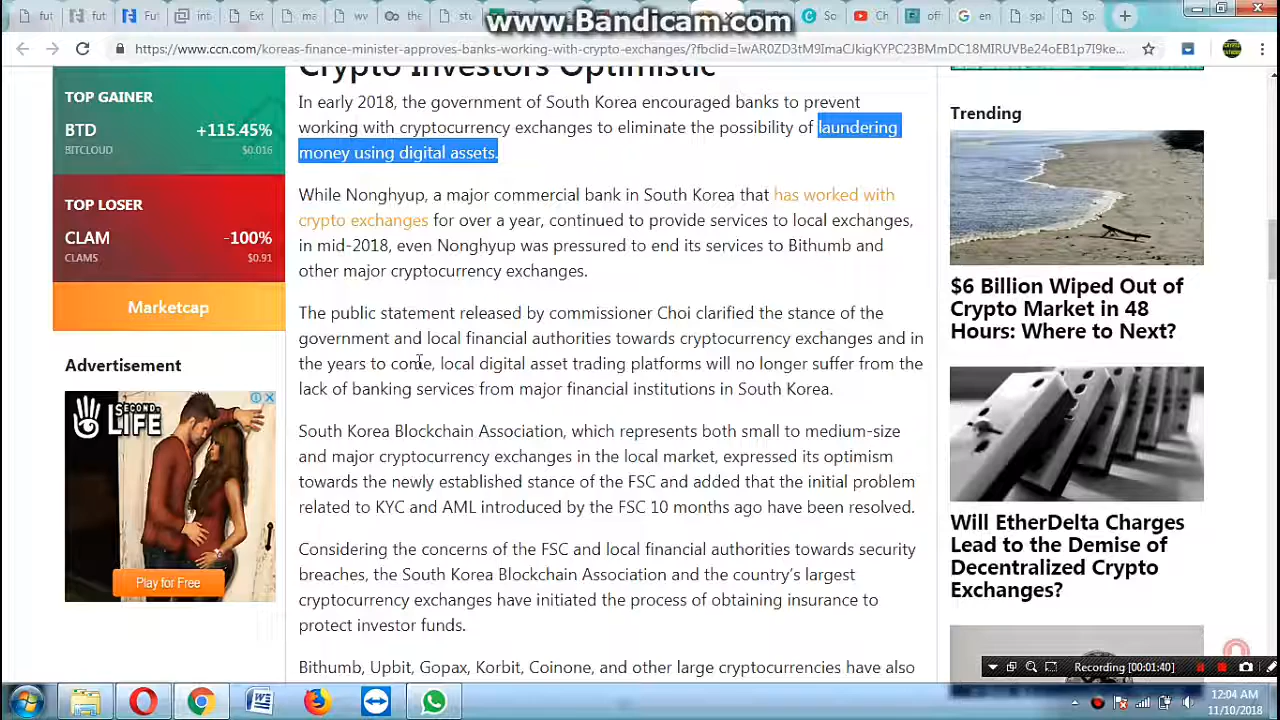 www.Bandicam.com
fut
int
Ext
wv
the
stu
Sc
Ch
off
en
sp
Sp
https://www.ccn.com/koreas-finance-minister-approves-banks-working-with-crypto-exchanges/?fbclid=IwAR0ZD3tM9ImaCJkigKYPC23BMmDC18MIRUVBe24oEB1p7I9ke...
TOP GAINER
BTD +115.45%
BITCLOUD $0.016
TOP LOSER
CLAM -100%
CLAMS $0.91
Marketcap
Advertisement
SECOND
LIFE
Play for Free
Crypto Investors Optimistic
In early 2018, the government of South Korea encouraged banks to prevent
working with cryptocurrency exchanges to eliminate the possibility of laundering
money using digital assets.
While Nonghyup, a major commercial bank in South Korea that has worked with
crypto exchanges for over a year, continued to provide services to local exchanges,
in mid-2018, even Nonghyup was pressured to end its services to Bithumb and
other major cryptocurrency exchanges.
The public statement released by commissioner Choi clarified the stance of the
government and local financial authorities towards cryptocurrency exchanges and in
the years to come, local digital asset trading platforms will no longer suffer from the
lack of banking services from major financial institutions in South Korea.
South Korea Blockchain Association, which represents both small to medium-size
and major cryptocurrency exchanges in the local market, expressed its optimism
towards the newly established stance of the FSC and added that the initial problem
related to KYC and AML introduced by the FSC 10 months ago have been resolved.
Considering the concerns of the FSC and local financial authorities towards security
breaches, the South Korea Blockchain Association and the country's largest
cryptocurrency exchanges have initiated the process of obtaining insurance to
protect investor funds.
Bithumb, Upbit, Gopax, Korbit, Coinone, and other large cryptocurrencies have also
Trending
$6 Billion Wiped Out of
Crypto Market in 48
Hours: Where to Next?
Will EtherDelta Charges
Lead to the Demise of
Decentralized Crypto
Exchanges?
Recording [00:01:40]
12:04 AM
11/10/2018